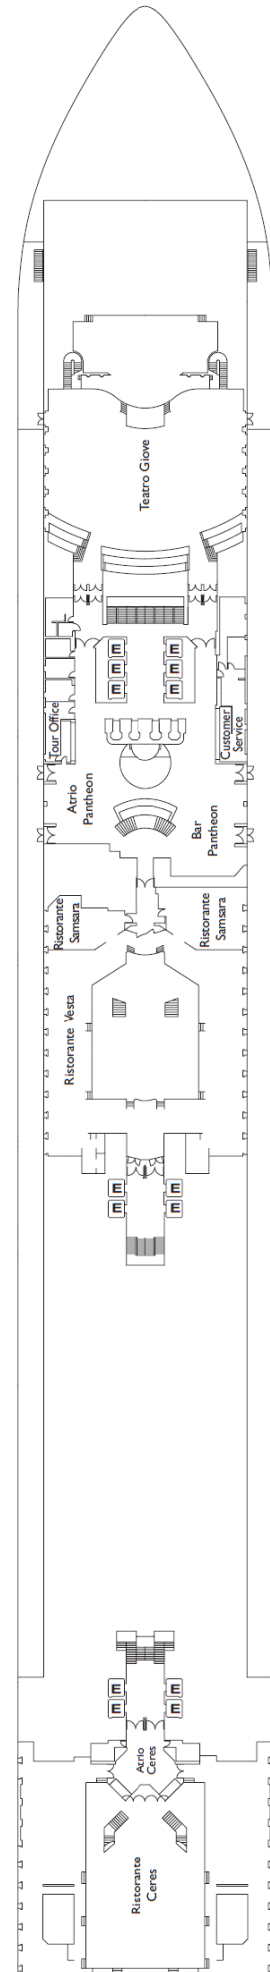 Teatro Giove
E
E
E
E
E
E
Tour Office
Customer
Service
Atrio
Pantheon
Bar
Pantheon
Ristorante
Samsara
Ristorante
Samsara
Ristorante Vesta
E
E
E
E
E
E
E
E
Atrio
Ceres
Ristorante
Ceres